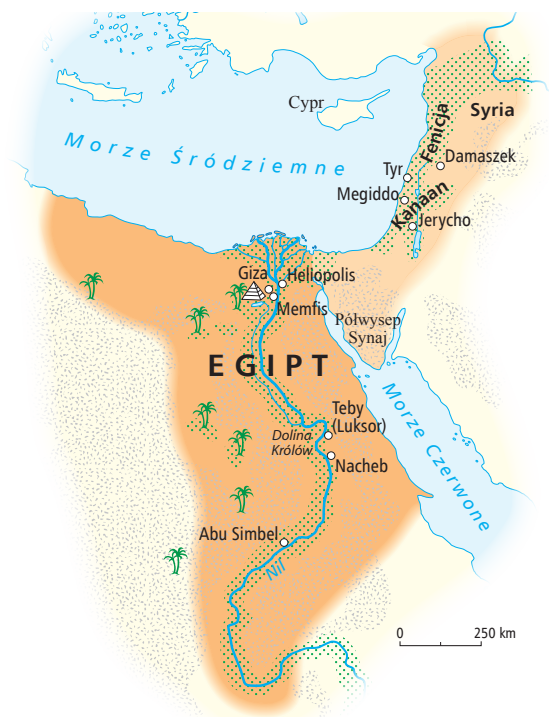 Cypr
Syria
Fenicja
Morze Śródziemne
Damaszek
Tyr
Megiddo
Kanaan
Jerycho
Giza
Heliopolis
Memfis
Półwysep
Synaj
EGIPT
Morze Czerwone
Teby
(Luksor)
Dolina
Królów
Nacheb
Abu Simbel
Nil
0 250 km